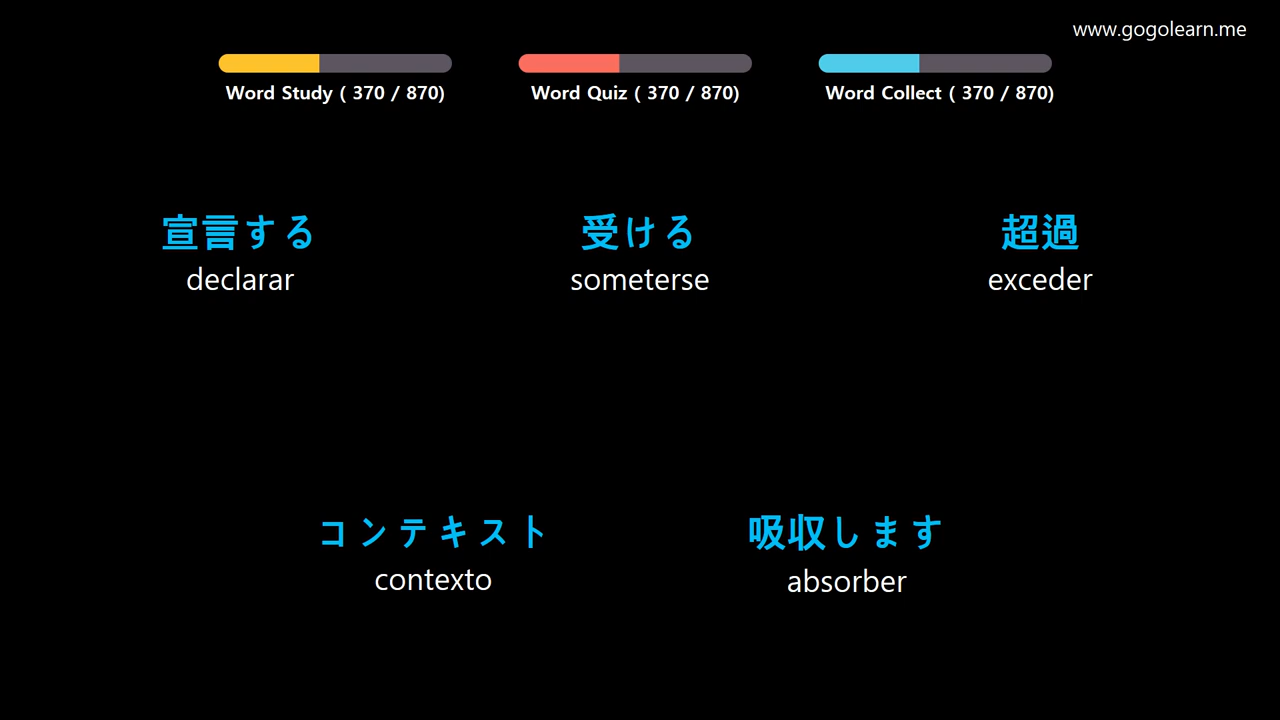 www.gogolearn.me
Word Study ( 370 / 870)
Word Quiz ( 370 / 870)
Word Collect ( 370 / 870)
宣言する
declarar
受ける
someterse
超過
exceder
コンテキスト
contexto
吸収します
absorber